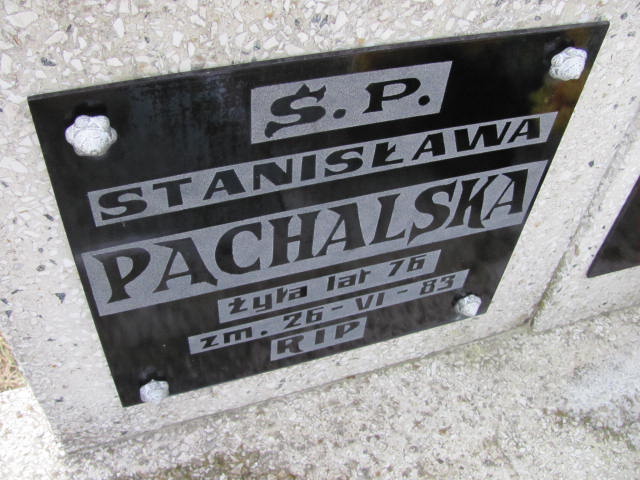 Ś.P.
STANISŁAWA
PACHALSKA
żyła lat 76
zm. 26-VI-83
RIP